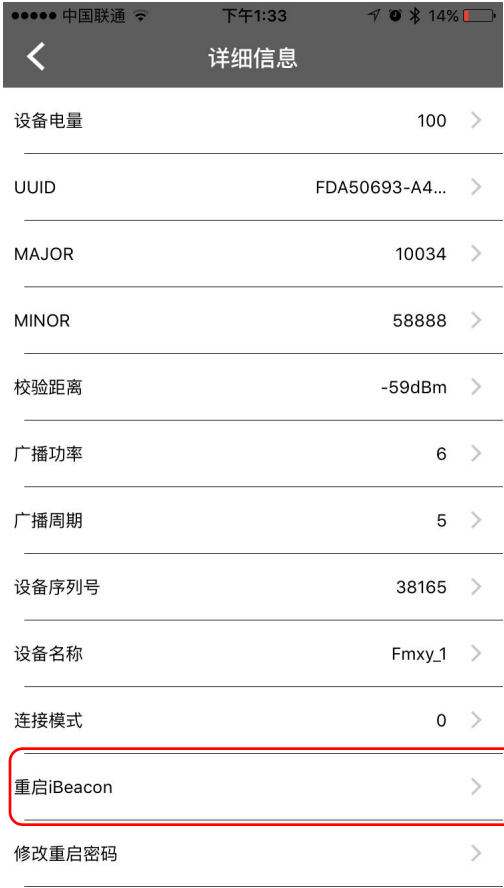 中国联通 下午1:33 14%
详细信息
设备电量 100
UUID FDA50693-A4...
MAJOR 10034
MINOR 58888
校验距离 -59dBm
广播功率 6
广播周期 5
设备序列号 38165
设备名称 Fmxy_1
连接模式 0
重启iBeacon
修改重启密码